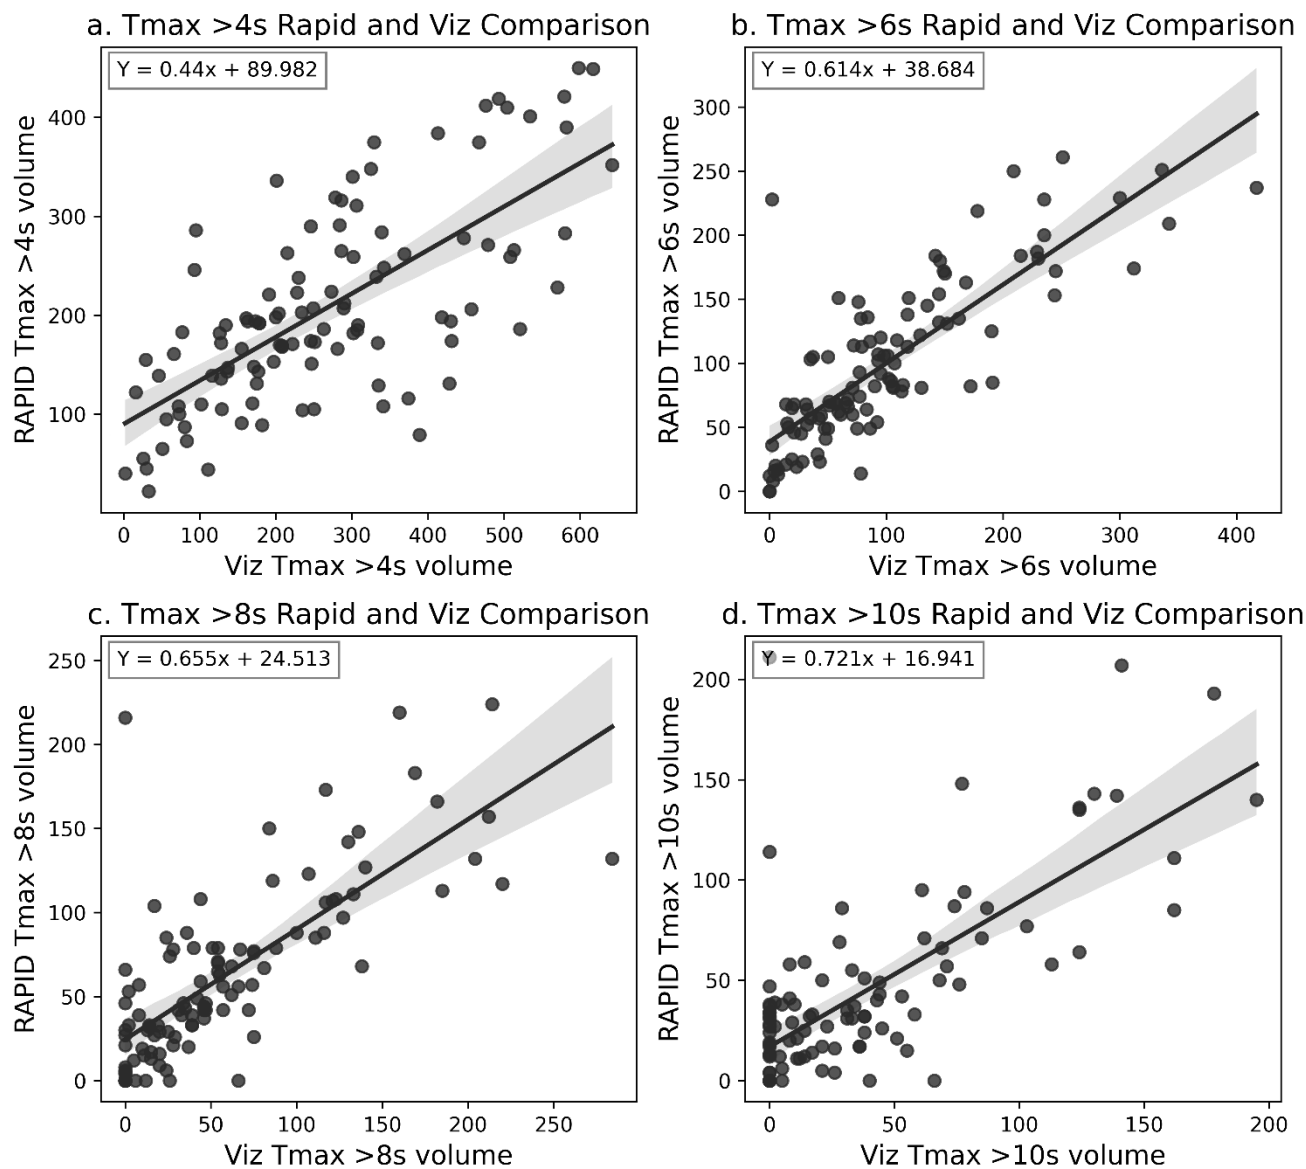 a. Tmax >4s Rapid and Viz Comparison
Y = 0.44x + 89.982
RAPID Tmax >4s volume
400
300
200
100
0 100 200 300 400 500 600
Viz Tmax >4s volume
b. Tmax >6s Rapid and Viz Comparison
Y = 0.614x + 38.684
RAPID Tmax >6s volume
300
250
200
150
100
50
0
0 100 200 300 400
Viz Tmax >6s volume
c. Tmax >8s Rapid and Viz Comparison
Y = 0.655x + 24.513
RAPID Tmax >8s volume
250
200
150
100
50
0
0 50 100 150 200 250
Viz Tmax >8s volume
d. Tmax >10s Rapid and Viz Comparison
Y = 0.721x + 16.941
RAPID Tmax >10s volume
200
150
100
50
0
0 50 100 150 200
Viz Tmax >10s volume